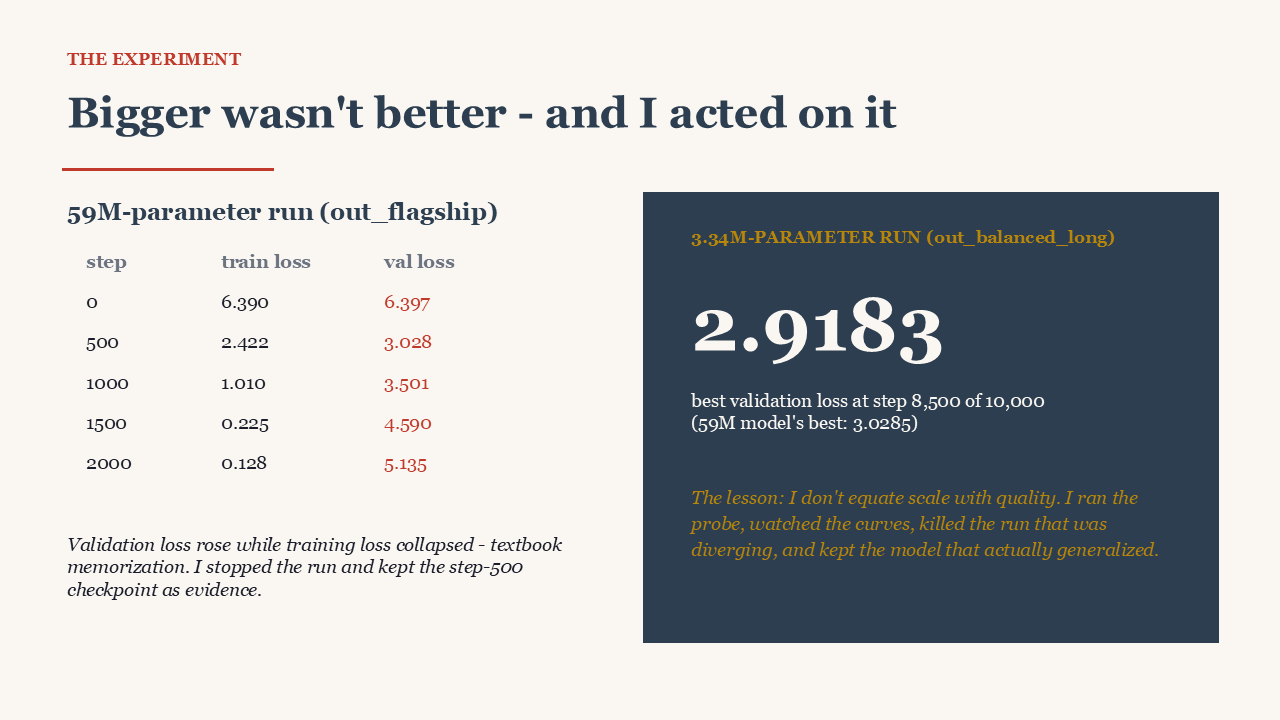 THE EXPERIMENT
Bigger wasn't better - and I acted on it
59M-parameter run (out_flagship)
step train loss val loss
0 6.390 6.397
500 2.422 3.028
1000 1.010 3.501
1500 0.225 4.590
2000 0.128 5.135
Validation loss rose while training loss collapsed - textbook
memorization. I stopped the run and kept the step-500
checkpoint as evidence.
3.34M-PARAMETER RUN (out_balanced_long)
2.9183
best validation loss at step 8,500 of 10,000
(59M model's best: 3.0285)
The lesson: I don't equate scale with quality. I ran the
probe, watched the curves, killed the run that was
diverging, and kept the model that actually generalized.